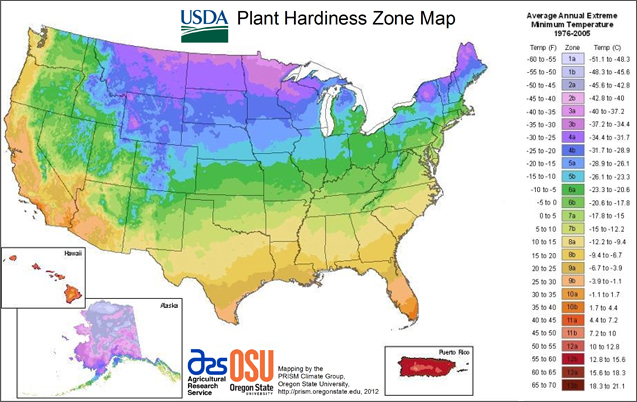 USDA Plant Hardiness Zone Map
Average Annual Extreme
Minimum Temperature
1976-2005
Temp (F) Zone Temp (C)
-60 to -55 1a -51.1 to -48.3
-55 to -50 1b -48.3 to -45.6
-50 to -45 2a -45.6 to -42.8
-45 to -40 2b -42.8 to -40
-40 to -35 3a -40 to -37.2
-35 to -30 3b -37.2 to -34.4
-30 to -25 4a -34.4 to -31.7
-25 to -20 4b -31.7 to -28.9
-20 to -15 5a -28.9 to -26.1
-15 to -10 5b -26.1 to -23.3
-10 to -5 6a -23.3 to -20.6
-5 to 0 6b -20.6 to -17.8
0 to 5 7a -17.8 to -15
5 to 10 7b -15 to -12.2
10 to 15 8a -12.2 to -9.4
15 to 20 8b -9.4 to -6.7
20 to 25 9a -6.7 to -3.9
25 to 30 9b -3.9 to -1.1
30 to 35 10a -1.1 to 1.7
35 to 40 10b 1.7 to 4.4
40 to 45 11a 4.4 to 7.2
45 to 50 11b 7.2 to 10
50 to 55 12a 10 to 12.8
55 to 60 12b 12.8 to 15.6
60 to 65 13a 15.6 to 18.3
65 to 70 13b 18.3 to 21.1
Hawaii
Alaska
Puerto Rico
ars
Agricultural
Research
Service
OSU
Oregon State
UNIVERSITY
Mapping by the
PRISM Climate Group,
Oregon State University,
http://prism.oregonstate.edu, 2012